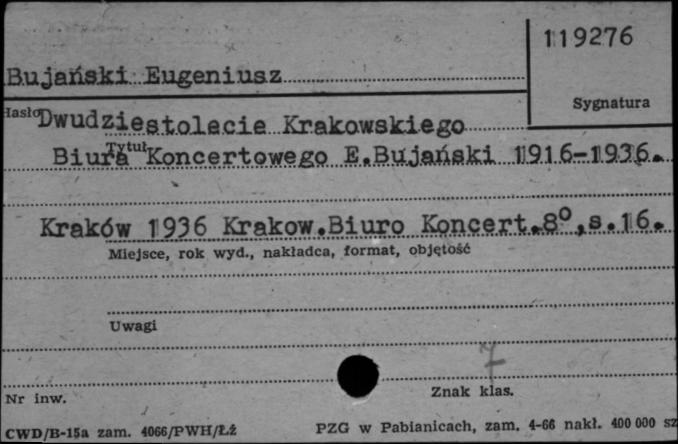 119276
Bujański Eugeniusz
Sygnatura
Hasło
Dwudziestolecie Krakowskiego
Tytuł
Biura Koncertowego E.Bujański 1916-1936.
Kraków 1936 Krakow.Biuro Koncert.8°,s.16.
Miejsce, rok wyd., nakładca, format, objętość
Uwagi
7
Nr inw.
Znak klas.
CWD/B-15a zam. 4066/PWH/Łż PZG w Pabianicach, zam. 4-66 nakł. 400 000 sz